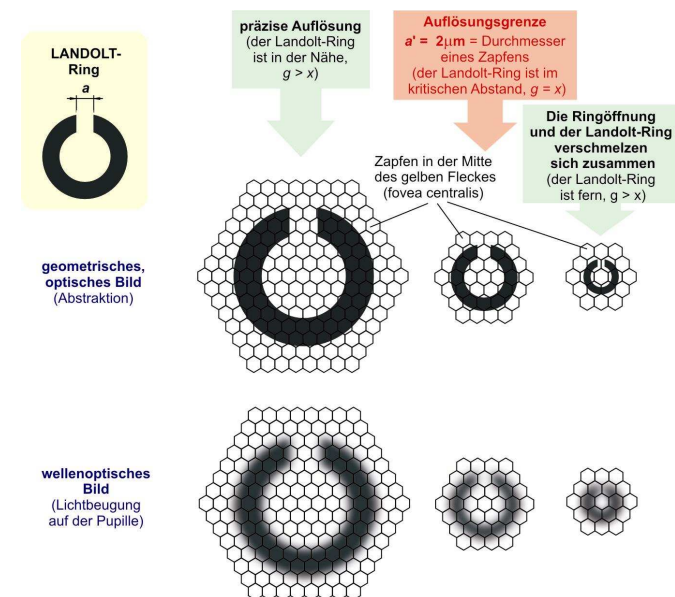 LANDOLT-
Ring
a
präzise Auflösung
(der Landolt-Ring
ist in der Nähe,
g > x)
Auflösungsgrenze
a' = 2μm = Durchmesser
eines Zapfens
(der Landolt-Ring ist im
kritischen Abstand, g = x)
Die Ringöffnung
und der Landolt-Ring
verschmelzen
sich zusammen
(der Landolt-Ring
ist fern, g > x)
Zapfen in der Mitte
des gelben Fleckes
(fovea centralis)
geometrisches,
optisches Bild
(Abstraktion)
wellenoptisches
Bild
(Lichtbeugung
auf der Pupille)